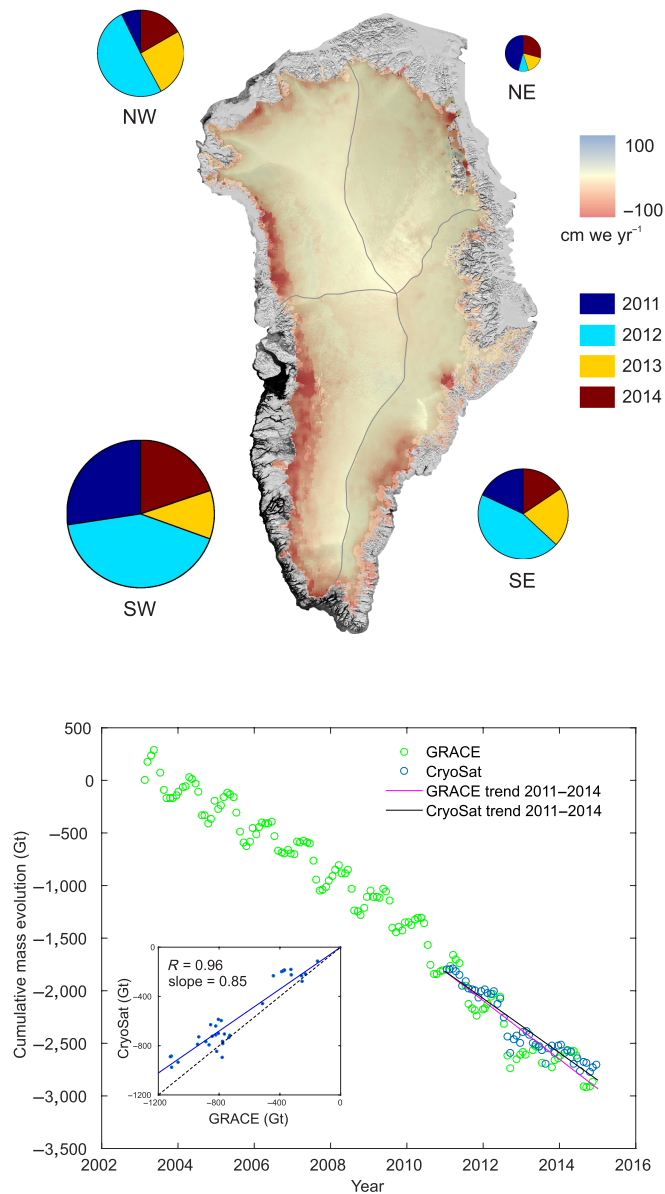 NW
NE
100
−100
cm we yr⁻¹
2011
2012
2013
2014
SW
SE
500
0
−500
−1,000
−1,500
−2,000
−2,500
−3,000
−3,500
Cumulative mass evolution (Gt)
GRACE
CryoSat
GRACE trend 2011–2014
CryoSat trend 2011–2014
R = 0.96
slope = 0.85
0
−400
−800
−1200
CryoSat (Gt)
−1200
−800
−400
0
GRACE (Gt)
2002
2004
2006
2008
2010
2012
2014
2016
Year